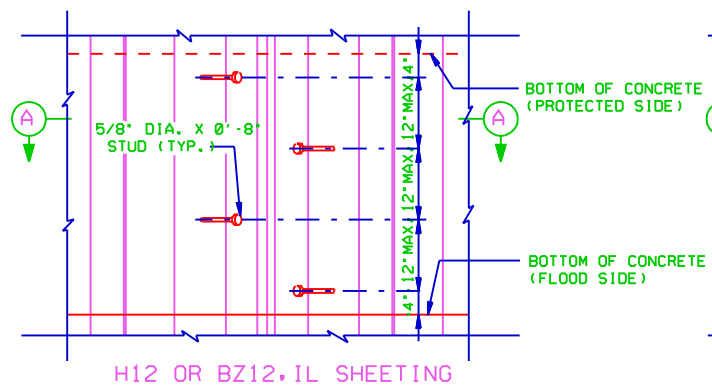 BOTTOM OF CONCRETE
(PROTECTED SIDE)
A
A
5/8" DIA. X 0'-8"
STUD (TYP.)
4"
12"MAX.
12"MAX.
12"MAX.
4"
BOTTOM OF CONCRETE
(FLOOD SIDE)
H12 OR BZ12.IL SHEETING